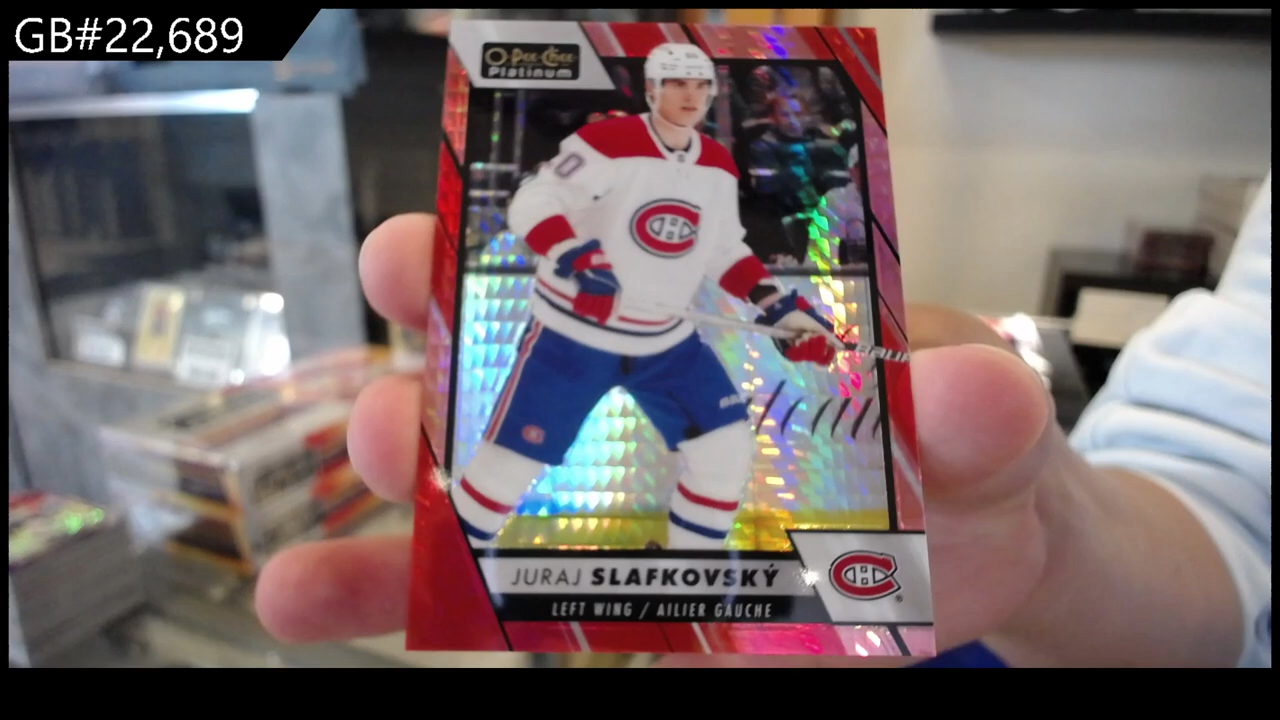 GB#22,689
O-Pee-Chee
Platinum
JURAJ SLAFKOVSKÝ
LEFT WING / AILIER GAUCHE